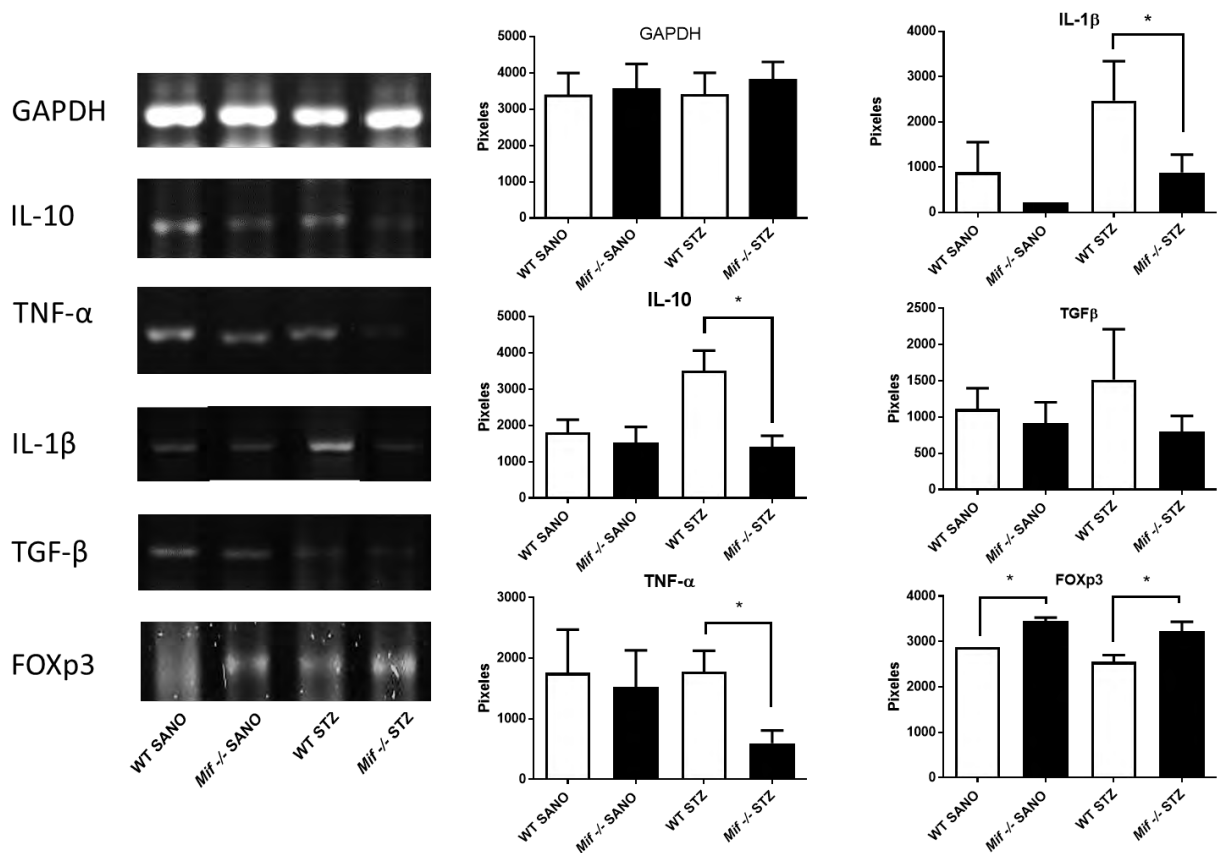 GAPDH
IL-10
TNF-α
IL-1β
TGF-β
FOXp3
WT SANO
Mif -/- SANO
WT STZ
Mif -/- STZ
GAPDH
Pixeles
5000
4000
3000
2000
1000
0
WT SANO
Mif -/- SANO
WT STZ
Mif -/- STZ
IL-10
*
Pixeles
5000
4000
3000
2000
1000
0
WT SANO
Mif -/- SANO
WT STZ
Mif -/- STZ
TNF-α
*
Pixeles
3000
2000
1000
0
WT SANO
Mif -/- SANO
WT STZ
Mif -/- STZ
IL-1β
*
Pixeles
4000
3000
2000
1000
0
WT SANO
Mif -/- SANO
WT STZ
Mif -/- STZ
TGFβ
Pixeles
2500
2000
1500
1000
500
0
WT SANO
Mif -/- SANO
WT STZ
Mif -/- STZ
FOXp3
*
*
Pixeles
4000
3000
2000
1000
0
WT SANO
Mif -/- SANO
WT STZ
Mif -/- STZ